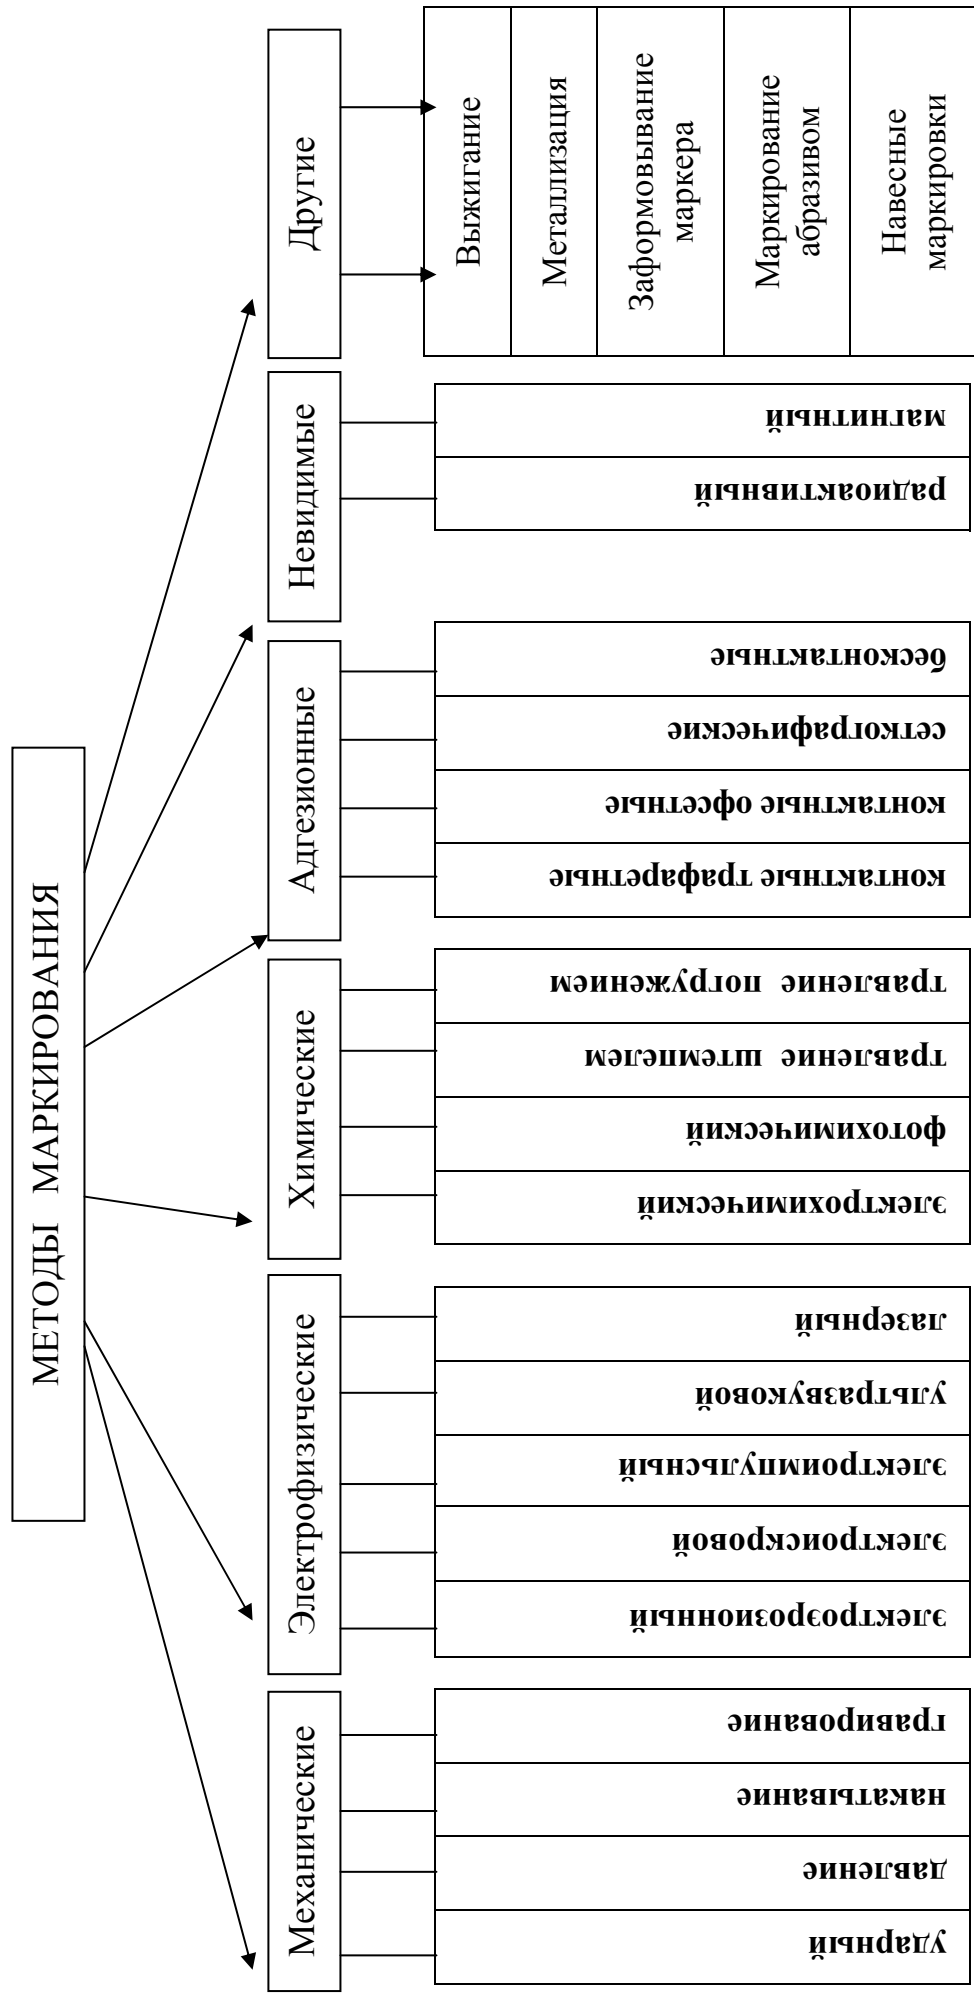 МЕТОДЫ МАРКИРОВАНИЯ
Механические
Электрофизические
Химические
Адгезионные
Невидимые
Другие
ударный
давление
накатывание
гравирование
электроэрозионный
электроискровой
электроимпульсный
ультразвуковой
лазерный
электрохимический
фотохимический
травление штемпелем
травление погружением
контактные трафаретные
контактные офсетные
сеткографические
бесконтактные
радиоактивный
магнитный
Выжигание
Металлизация
Заформовывание
маркера
Маркирование
абразивом
Навесные
маркировки